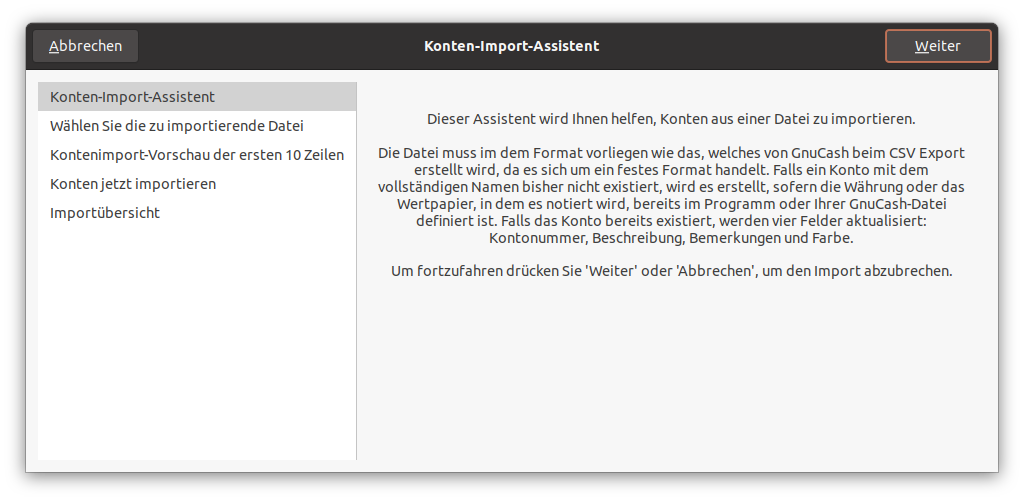 Abbrechen
Konten-Import-Assistent
Weiter
Konten-Import-Assistent
Wählen Sie die zu importierende Datei
Kontenimport-Vorschau der ersten 10 Zeilen
Konten jetzt importieren
Importübersicht
Dieser Assistent wird Ihnen helfen, Konten aus einer Datei zu importieren.
Die Datei muss im dem Format vorliegen wie das, welches von GnuCash beim CSV Export
erstellt wird, da es sich um ein festes Format handelt. Falls ein Konto mit dem
vollständigen Namen bisher nicht existiert, wird es erstellt, sofern die Währung oder das
Wertpapier, in dem es notiert wird, bereits im Programm oder Ihrer GnuCash-Datei
definiert ist. Falls das Konto bereits existiert, werden vier Felder aktualisiert:
Kontonummer, Beschreibung, Bemerkungen und Farbe.
Um fortzufahren drücken Sie 'Weiter' oder 'Abbrechen', um den Import abzubrechen.